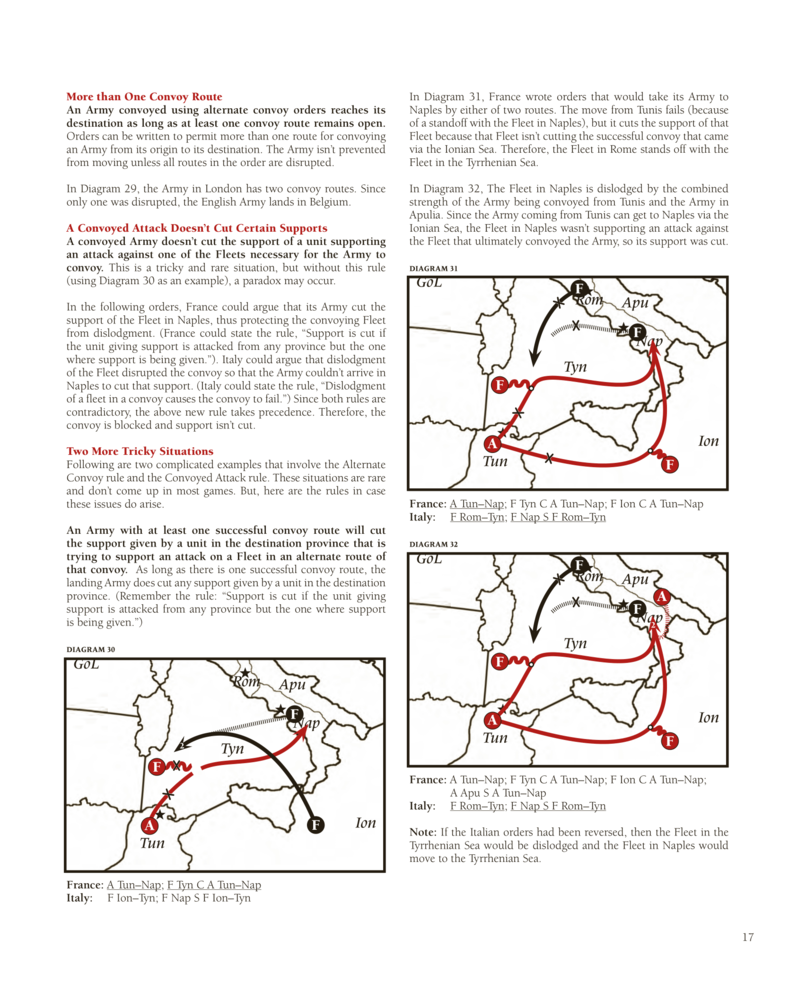 More than One Convoy Route
An Army convoyed using alternate convoy orders reaches its
destination as long as at least one convoy route remains open.
Orders can be written to permit more than one route for convoying
an Army from its origin to its destination. The Army isn't prevented
from moving unless all routes in the order are disrupted.
In Diagram 29, the Army in London has two convoy routes. Since
only one was disrupted, the English Army lands in Belgium.
A Convoyed Attack Doesn't Cut Certain Supports
A convoyed Army doesn't cut the support of a unit supporting
an attack against one of the Fleets necessary for the Army to
convoy. This is a tricky and rare situation, but without this rule
(using Diagram 30 as an example), a paradox may occur.
In the following orders, France could argue that its Army cut the
support of the Fleet in Naples, thus protecting the convoying Fleet
from dislodgment. (France could state the rule, “Support is cut if
the unit giving support is attacked from any province but the one
where support is being given.”). Italy could argue that dislodgment
of the Fleet disrupted the convoy so that the Army couldn't arrive in
Naples to cut that support. (Italy could state the rule, “Dislodgment
of a fleet in a convoy causes the convoy to fail.”) Since both rules are
contradictory, the above new rule takes precedence. Therefore, the
convoy is blocked and support isn't cut.
Two More Tricky Situations
Following are two complicated examples that involve the Alternate
Convoy rule and the Convoyed Attack rule. These situations are rare
and don't come up in most games. But, here are the rules in case
these issues do arise.
An Army with at least one successful convoy route will cut
the support given by a unit in the destination province that is
trying to support an attack on a Fleet in an alternate route of
that convoy. As long as there is one successful convoy route, the
landing Army does cut any support given by a unit in the destination
province. (Remember the rule: “Support is cut if the unit giving
support is attacked from any province but the one where support
is being given.”)
DIAGRAM 30
GoL
Rom
Apu
F
Nap
Tyn
F
A
F
Ion
Tun
France: A Tun–Nap; F Tyn C A Tun–Nap
Italy: F Ion–Tyn; F Nap S F Ion–Tyn
In Diagram 31, France wrote orders that would take its Army to
Naples by either of two routes. The move from Tunis fails (because
of a standoff with the Fleet in Naples), but it cuts the support of that
Fleet because that Fleet isn't cutting the successful convoy that came
via the Ionian Sea. Therefore, the Fleet in Rome stands off with the
Fleet in the Tyrrhenian Sea.
In Diagram 32, The Fleet in Naples is dislodged by the combined
strength of the Army being convoyed from Tunis and the Army in
Apulia. Since the Army coming from Tunis can get to Naples via the
Ionian Sea, the Fleet in Naples wasn't supporting an attack against
the Fleet that ultimately convoyed the Army, so its support was cut.
DIAGRAM 31
GoL
F
Rom
Apu
F
Nap
Tyn
F
A
Ion
Tun
F
France: A Tun–Nap; F Tyn C A Tun–Nap; F Ion C A Tun–Nap
Italy: F Rom–Tyn; F Nap S F Rom–Tyn
DIAGRAM 32
GoL
F
Rom
Apu
A
F
Nap
Tyn
F
A
Ion
Tun
F
France: A Tun–Nap; F Tyn C A Tun–Nap; F Ion C A Tun–Nap;
A Apu S A Tun–Nap
Italy: F Rom–Tyn; F Nap S F Rom–Tyn
Note: If the Italian orders had been reversed, then the Fleet in the
Tyrrhenian Sea would be dislodged and the Fleet in Naples would
move to the Tyrrhenian Sea.
17